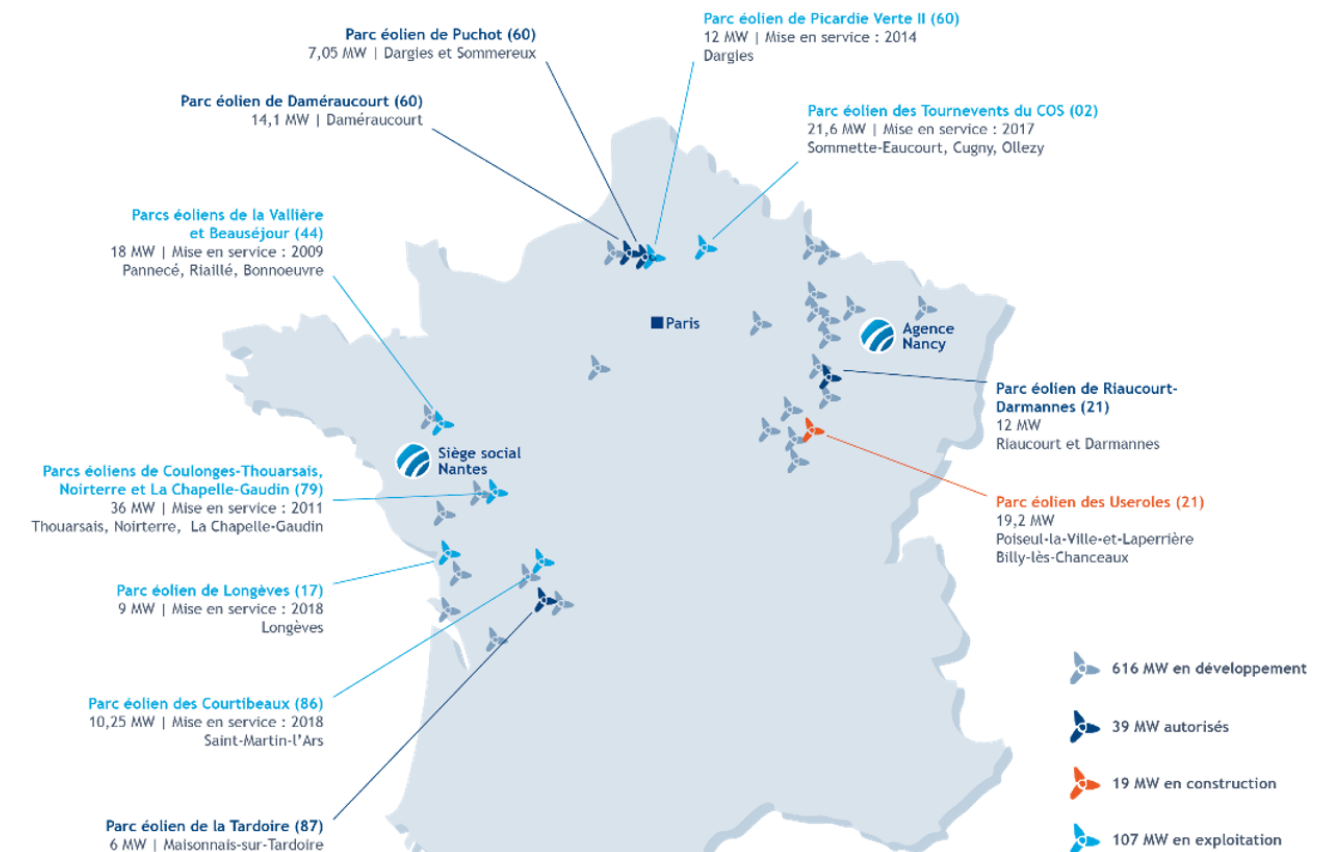 Parc éolien de Picardie Verte II (60)
12 MW | Mise en service : 2014
Dargies
Parc éolien de Puchot (60)
7,05 MW | Dargies et Sommereux
Parc éolien de Daméraucourt (60)
14,1 MW | Daméraucourt
Parc éolien des Tournevents du COS (02)
21,6 MW | Mise en service : 2017
Sommette-Eaucourt, Cugny, Ollezy
Parcs éoliens de la Vallière
et Beauséjour (44)
18 MW | Mise en service : 2009
Pannecé, Riaillé, Bonnoeuvre
Paris
Agence
Nancy
Parc éolien de Riaucourt-
Darmannes (21)
12 MW
Riaucourt et Darmannes
Siège social
Nantes
Parcs éoliens de Coulonges-Thouarsais,
Noirterre et La Chapelle-Gaudin (79)
36 MW | Mise en service : 2011
Thouarsais, Noirterre, La Chapelle-Gaudin
Parc éolien des Useroles (21)
19,2 MW
Poiseul-la-Ville-et-Laperrière
Billy-lès-Chanceaux
Parc éolien de Longèves (17)
9 MW | Mise en service : 2018
Longèves
Parc éolien des Courtibeaux (86)
10,25 MW | Mise en service : 2018
Saint-Martin-l'Ars
Parc éolien de la Tardoire (87)
6 MW | Maisonnais-sur-Tardoire
616 MW en développement
39 MW autorisés
19 MW en construction
107 MW en exploitation